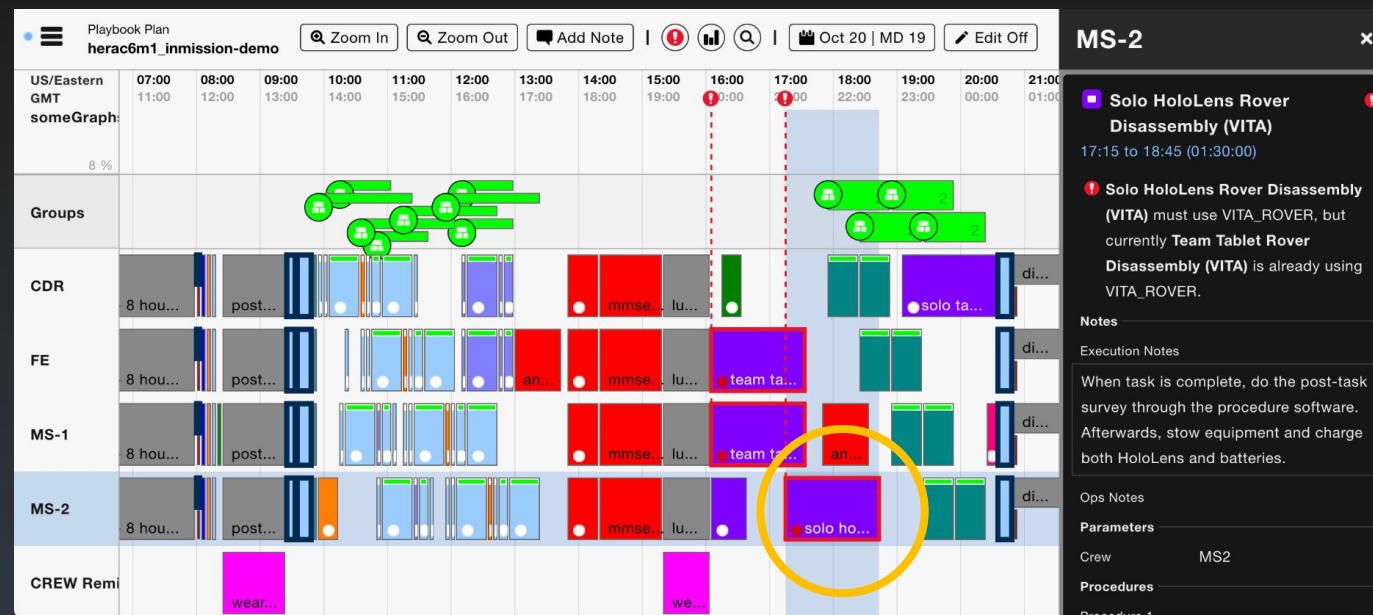 Playbook Plan
herac6m1_inmission-demo
Zoom In
Zoom Out
Add Note
Oct 20 | MD 19
Edit Off
US/Eastern 07:00 08:00 09:00 10:00 11:00 12:00 13:00 14:00 15:00 16:00 17:00 18:00 19:00 20:00 21:00
GMT 11:00 12:00 13:00 14:00 15:00 16:00 17:00 18:00 19:00 22:00 23:00 00:00 01:00
someGraph
8 %
Groups 2 2
CDR
8 hou... post... mmse... lu... solo ta... di...
FE
8 hou... post... an... mmse... lu... team ta... di...
MS-1
8 hou... post... mmse... lu... team ta... an... di...
MS-2
8 hou... post... mmse... lu... solo ho... di...
CREW Remi
wear... we...
MS-2 ×
Solo HoloLens Rover
Disassembly (VITA)
17:15 to 18:45 (01:30:00)
Solo HoloLens Rover Disassembly
(VITA) must use VITA_ROVER, but
currently Team Tablet Rover
Disassembly (VITA) is already using
VITA_ROVER.
Notes
Execution Notes
When task is complete, do the post-task
survey through the procedure software.
Afterwards, stow equipment and charge
both HoloLens and batteries.
Ops Notes
Parameters
Crew MS2
Procedures
Procedure 1